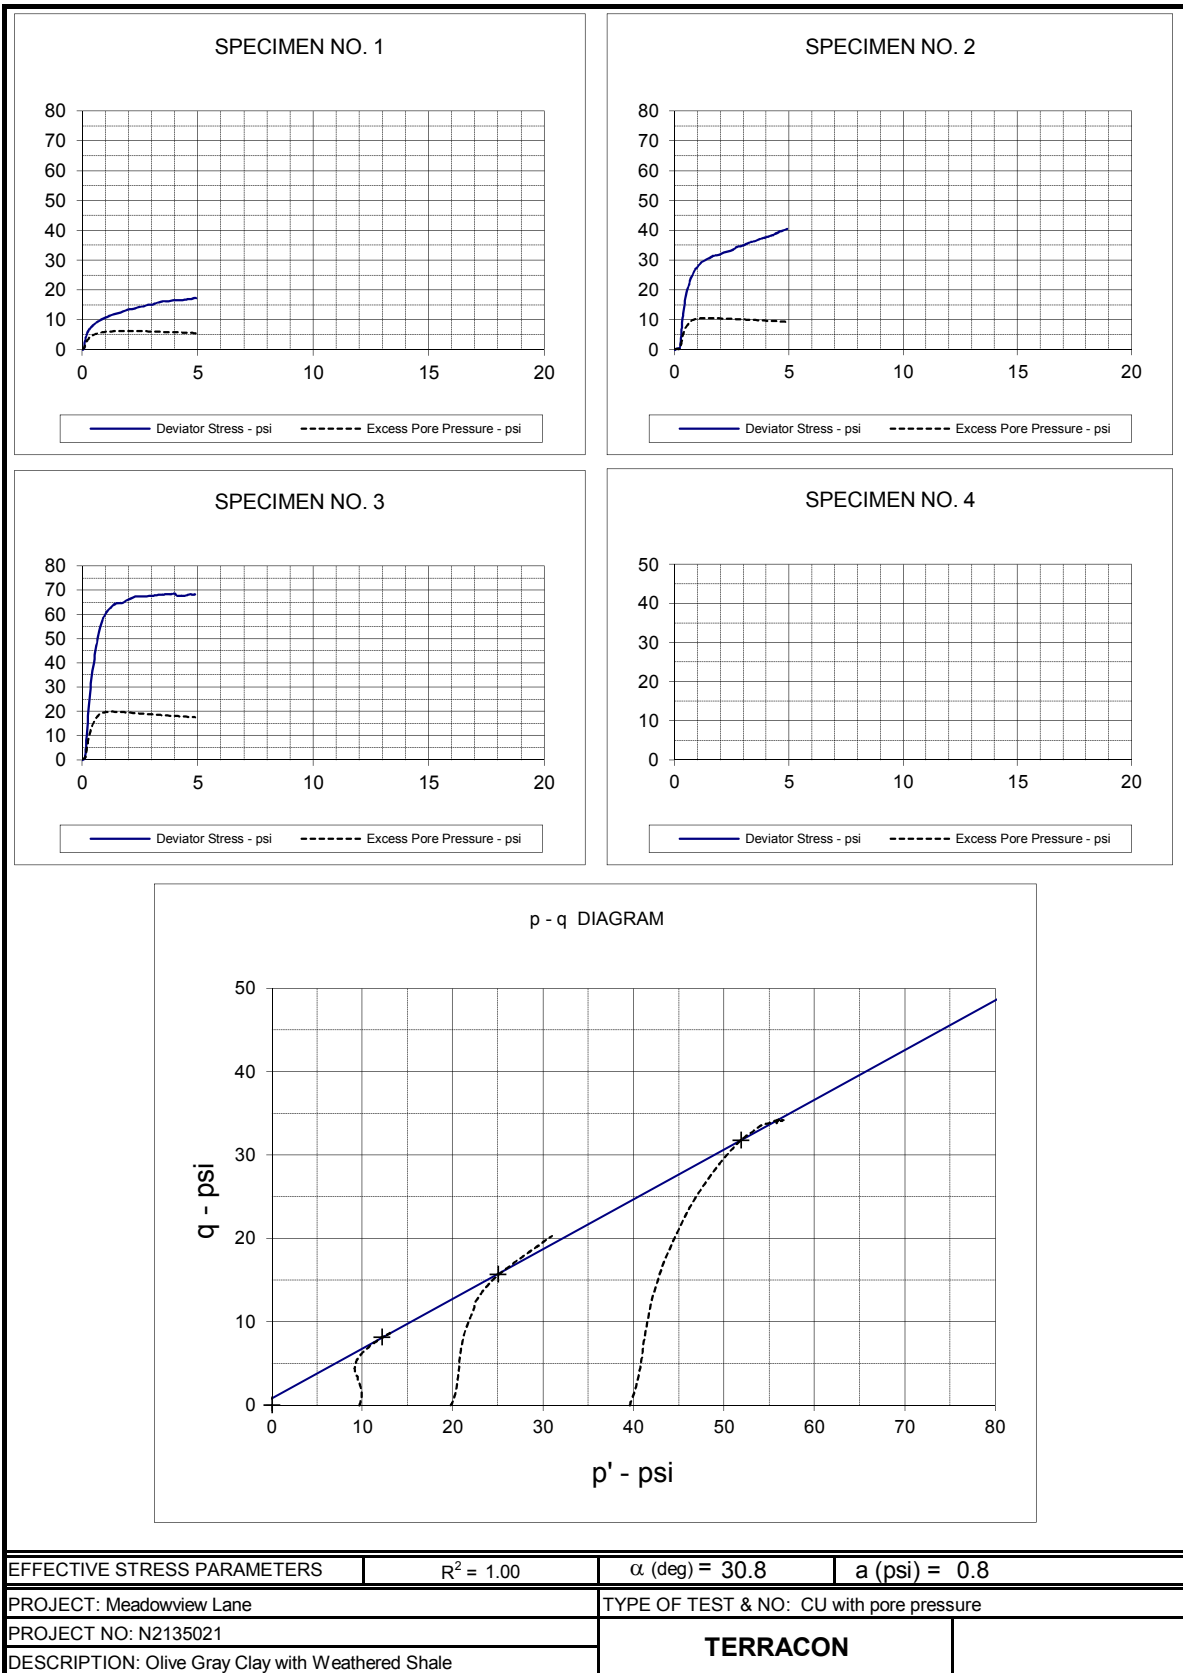 SPECIMEN NO. 1
80
70
60
50
40
30
20
10
0
0 5 10 15 20
Deviator Stress - psi Excess Pore Pressure - psi
SPECIMEN NO. 2
80
70
60
50
40
30
20
10
0
0 5 10 15 20
Deviator Stress - psi Excess Pore Pressure - psi
SPECIMEN NO. 3
80
70
60
50
40
30
20
10
0
0 5 10 15 20
Deviator Stress - psi Excess Pore Pressure - psi
SPECIMEN NO. 4
50
40
30
20
10
0
0 5 10 15 20
Deviator Stress - psi Excess Pore Pressure - psi
p - q DIAGRAM
50
40
30
20
10
0
q - psi
0 10 20 30 40 50 60 70 80
p' - psi
EFFECTIVE STRESS PARAMETERS R² = 1.00 α (deg) = 30.8 a (psi) = 0.8
PROJECT: Meadowview Lane TYPE OF TEST & NO: CU with pore pressure
PROJECT NO: N2135021
TERRACON
DESCRIPTION: Olive Gray Clay with Weathered Shale